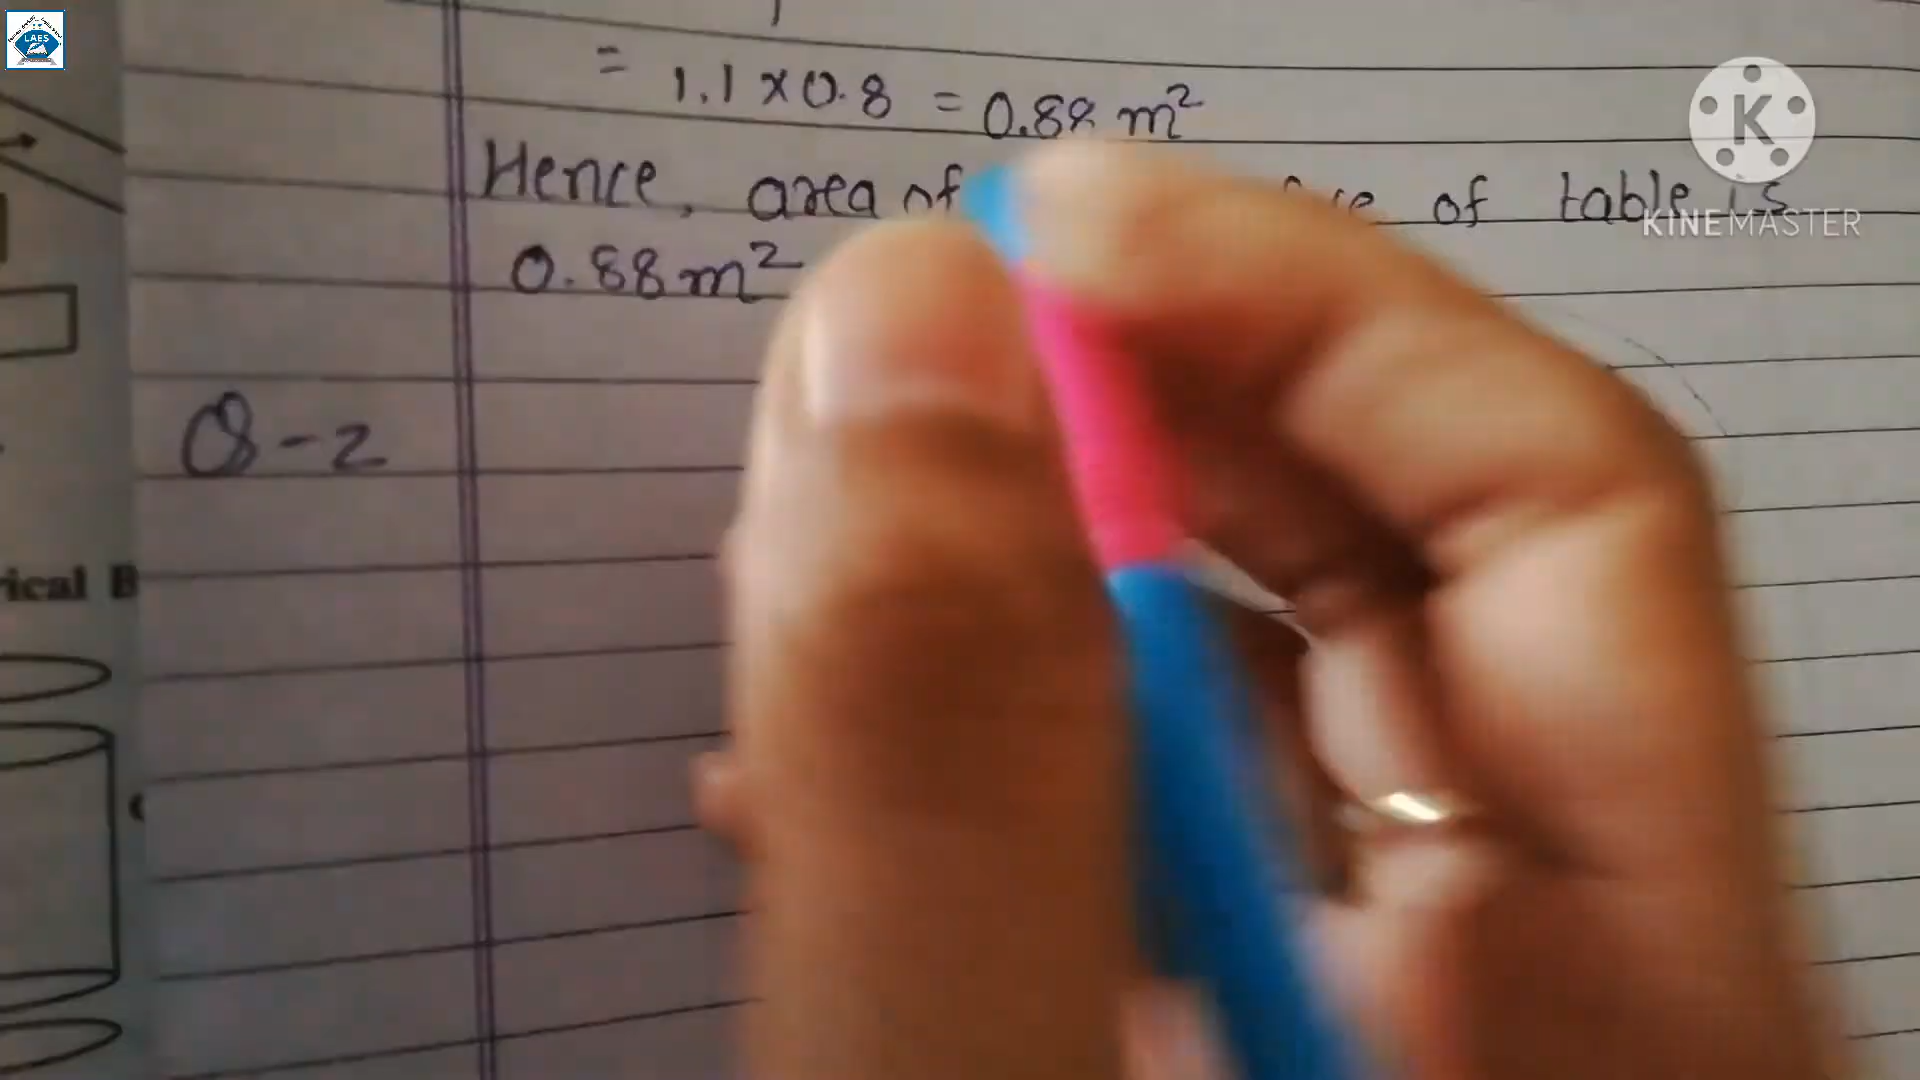 LAES
= 1.1 × 0.8 = 0.88 m²
Hence, area of of table is
0.88 m²
Q-2
rical B
K
KINEMASTER